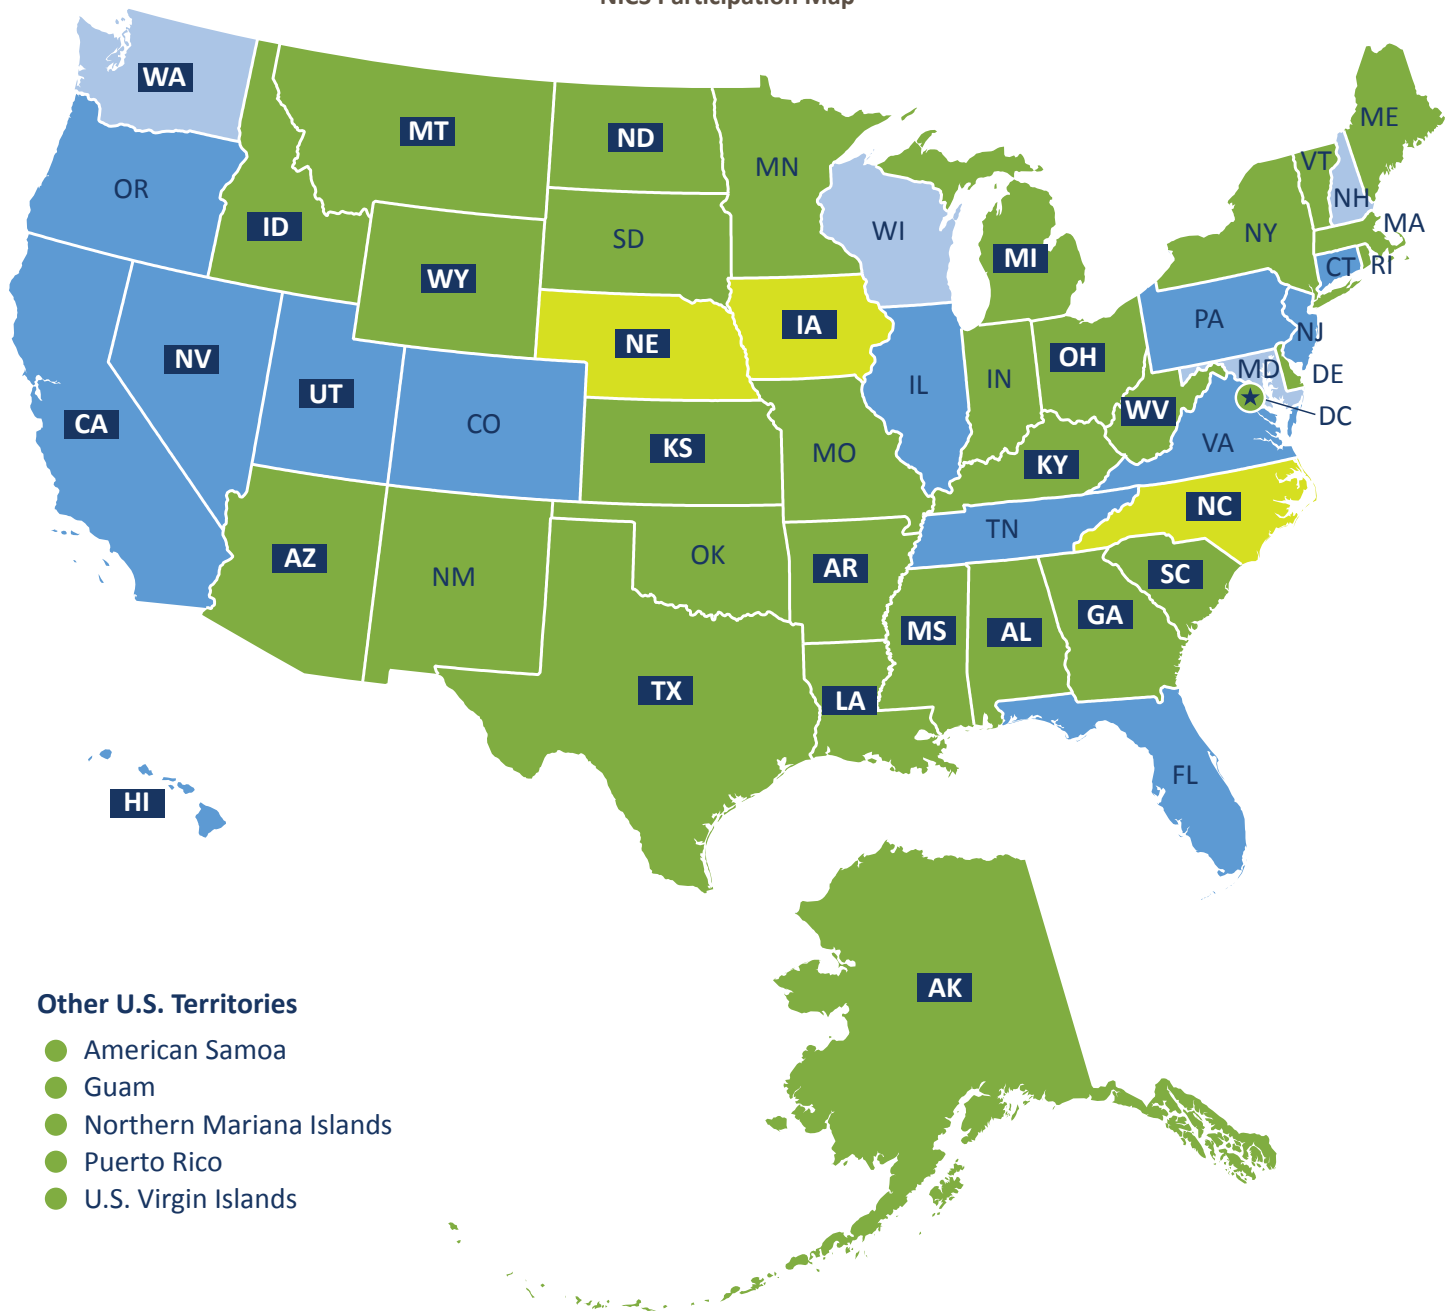 NICS Participation Map
WA
MT
ND
MN
ME
VT
NH
OR
ID
SD
WI
MI
NY
MA
WY
CT
RI
NE
IA
PA
NJ
NV
OH
IL
IN
MD
DE
UT
CO
WV
DC
CA
KS
MO
KY
VA
TN
NC
AZ
NM
OK
AR
SC
MS
AL
GA
TX
LA
FL
HI
AK
Other U.S. Territories
American Samoa
Guam
Northern Mariana Islands
Puerto Rico
U.S. Virgin Islands